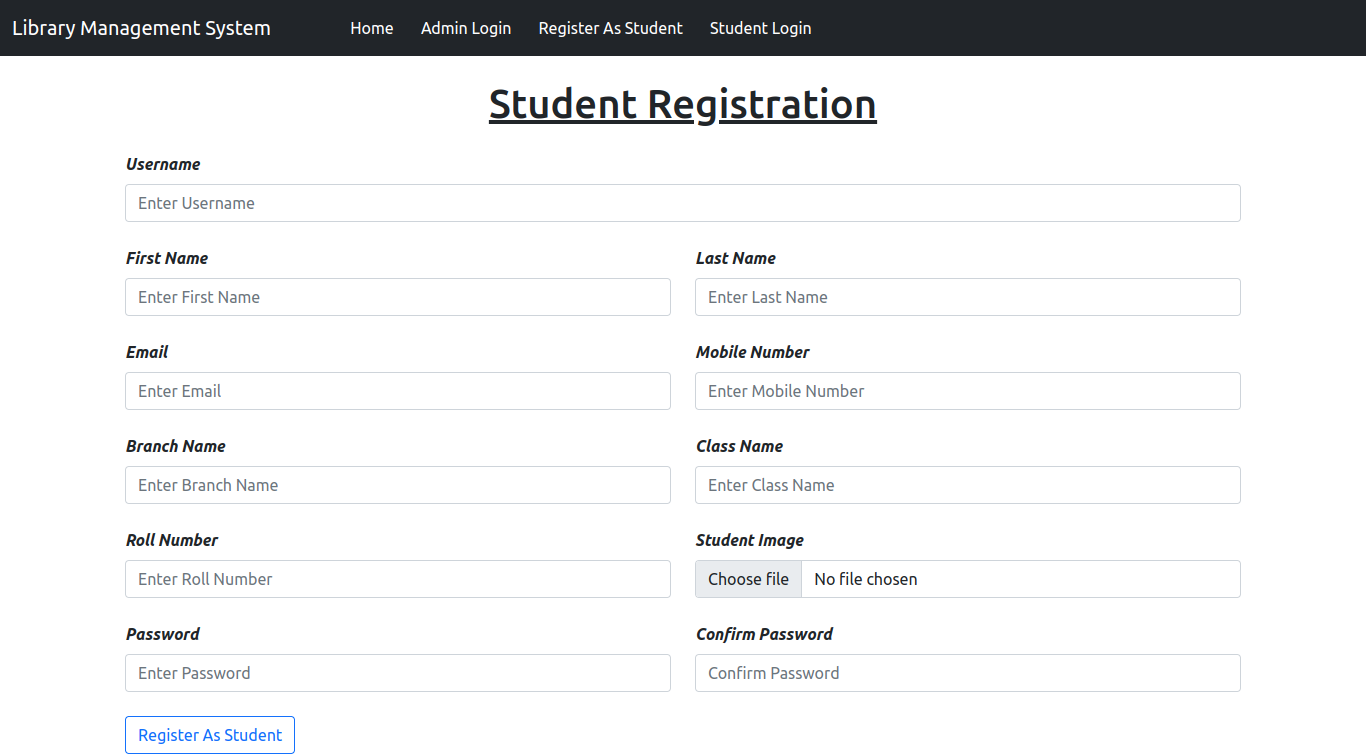 Library Management System Home Admin Login Register As Student Student Login
Student Registration
Username
Enter Username
First Name Last Name
Enter First Name Enter Last Name
Email Mobile Number
Enter Email Enter Mobile Number
Branch Name Class Name
Enter Branch Name Enter Class Name
Roll Number Student Image
Enter Roll Number Choose file No file chosen
Password Confirm Password
Enter Password Confirm Password
Register As Student